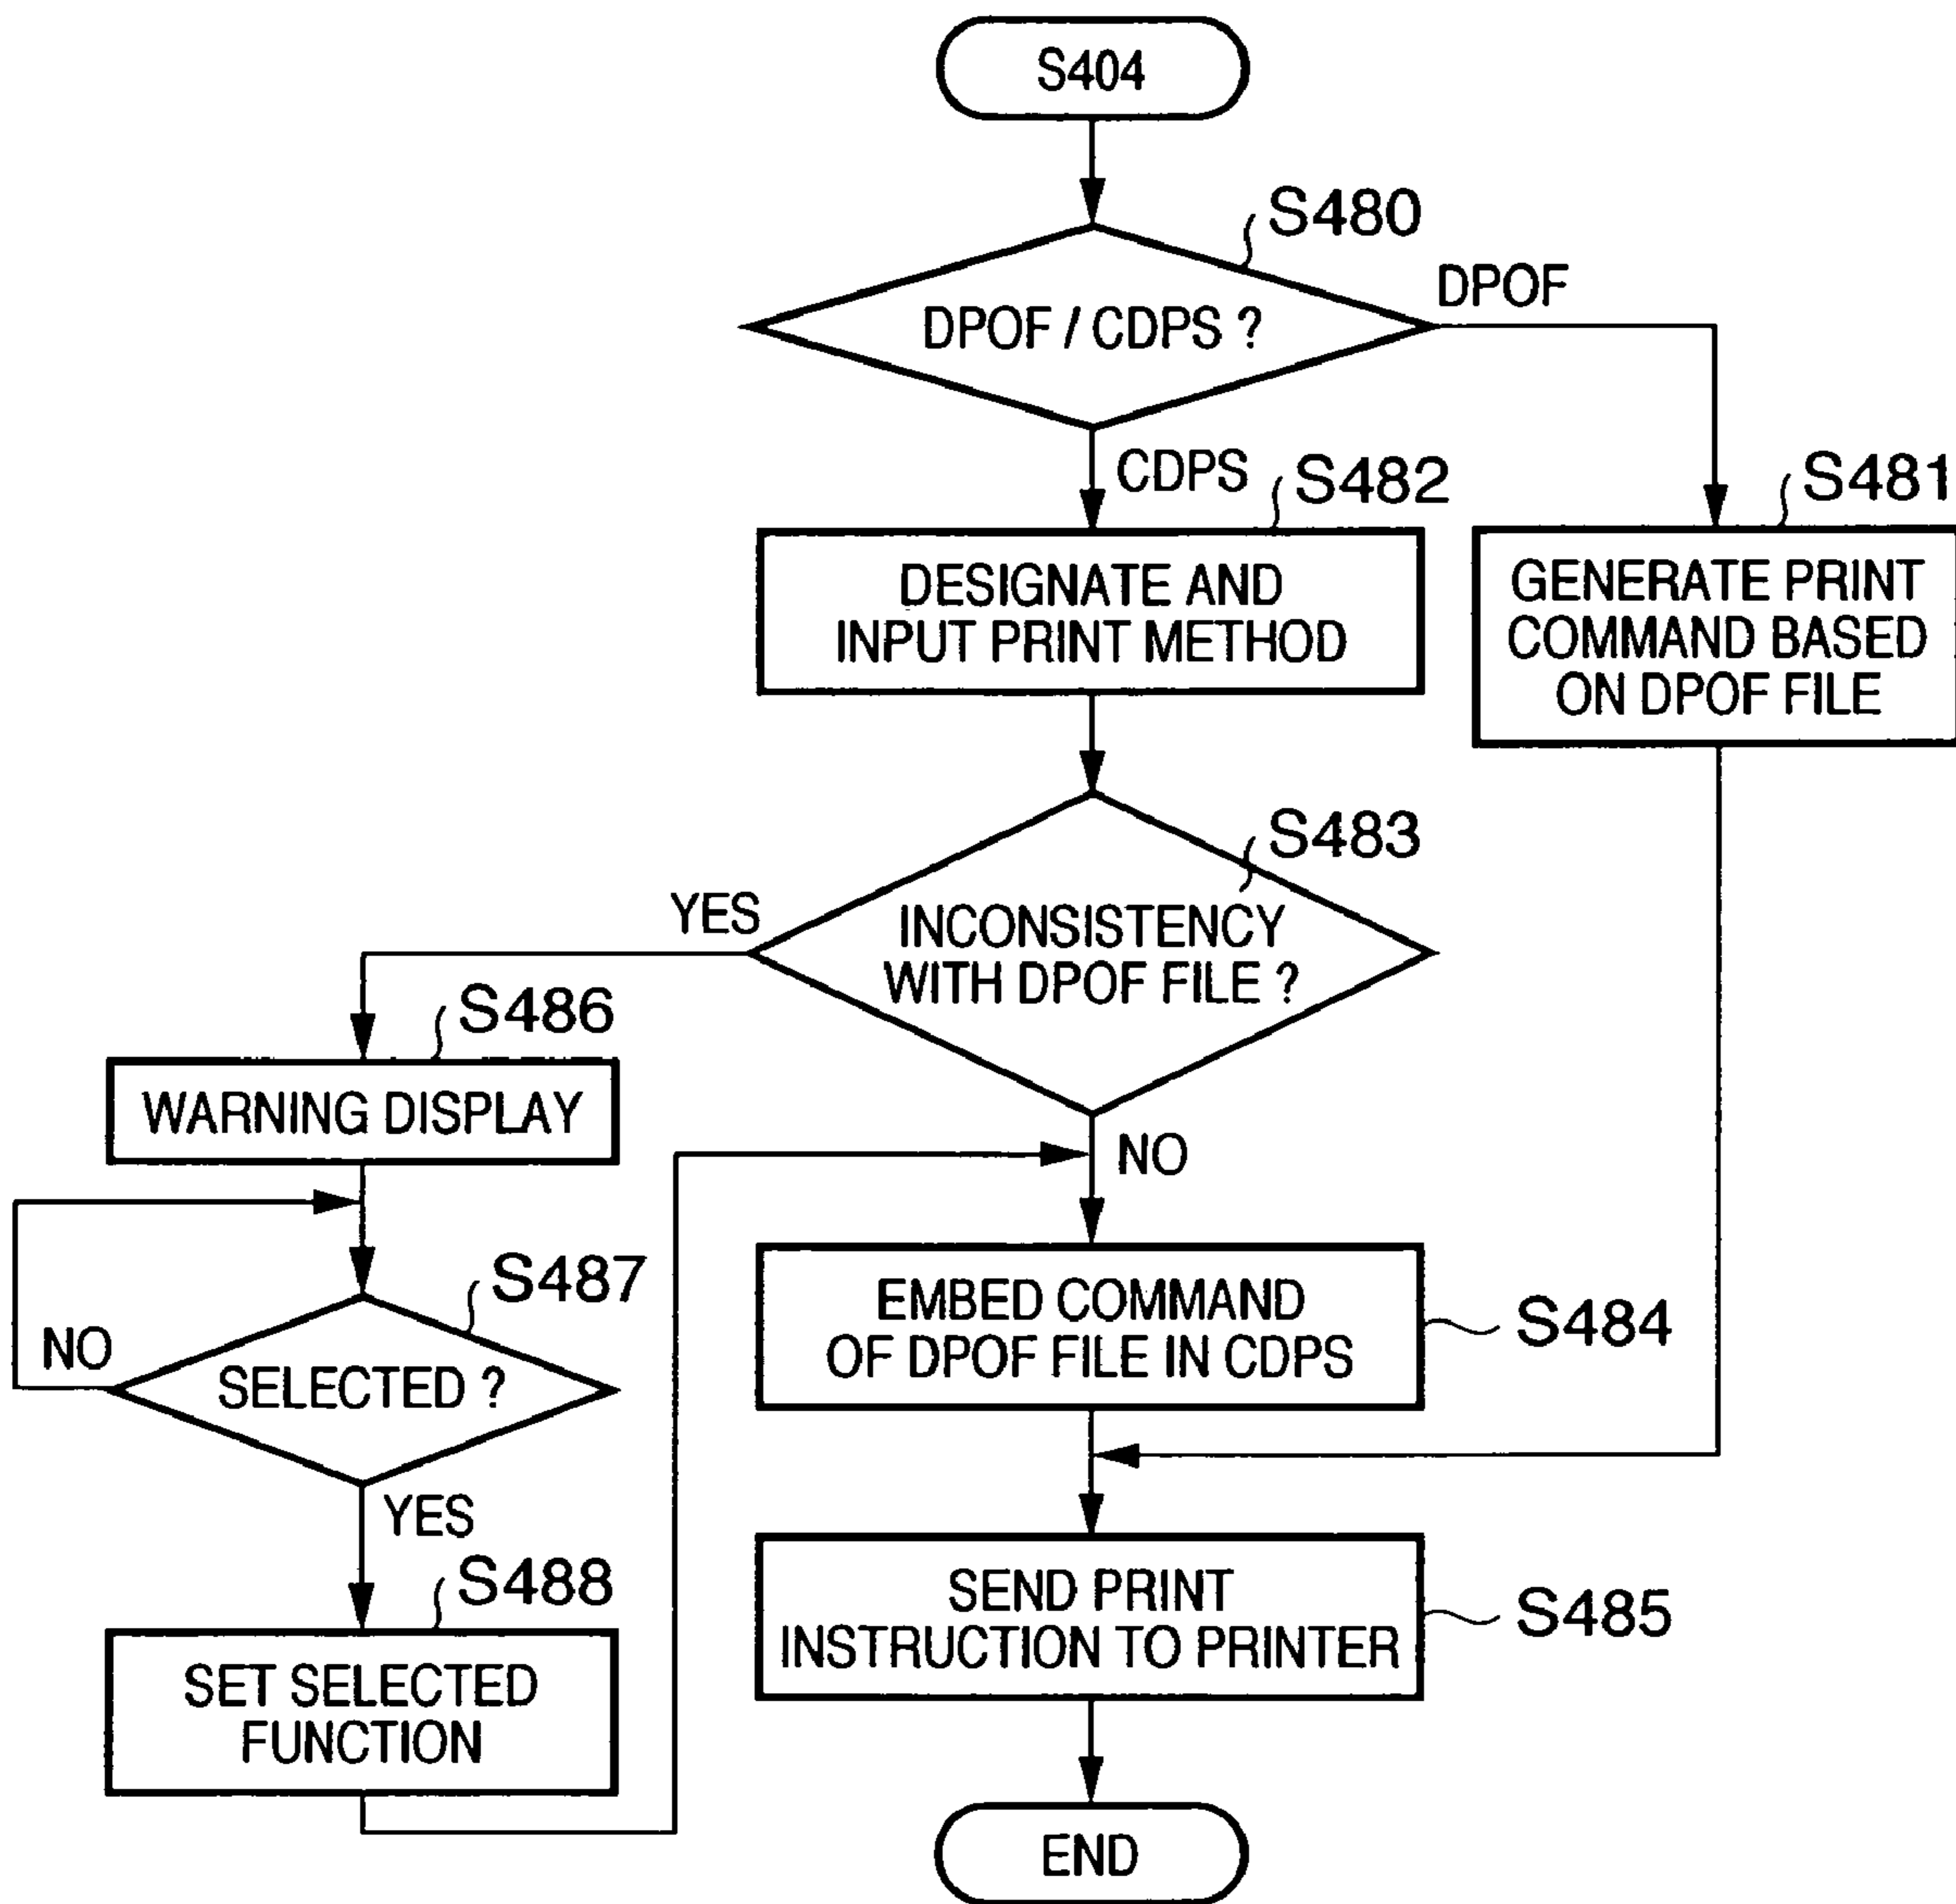 S404
S480
DPOF / CDPS ?
DPOF
CDPS
S482
DESIGNATE AND
INPUT PRINT METHOD
S481
GENERATE PRINT
COMMAND BASED
ON DPOF FILE
S483
INCONSISTENCY
WITH DPOF FILE ?
YES
NO
S486
WARNING DISPLAY
S487
SELECTED ?
NO
YES
S488
SET SELECTED
FUNCTION
EMBED COMMAND
OF DPOF FILE IN CDPS
S484
SEND PRINT
INSTRUCTION TO PRINTER
S485
END